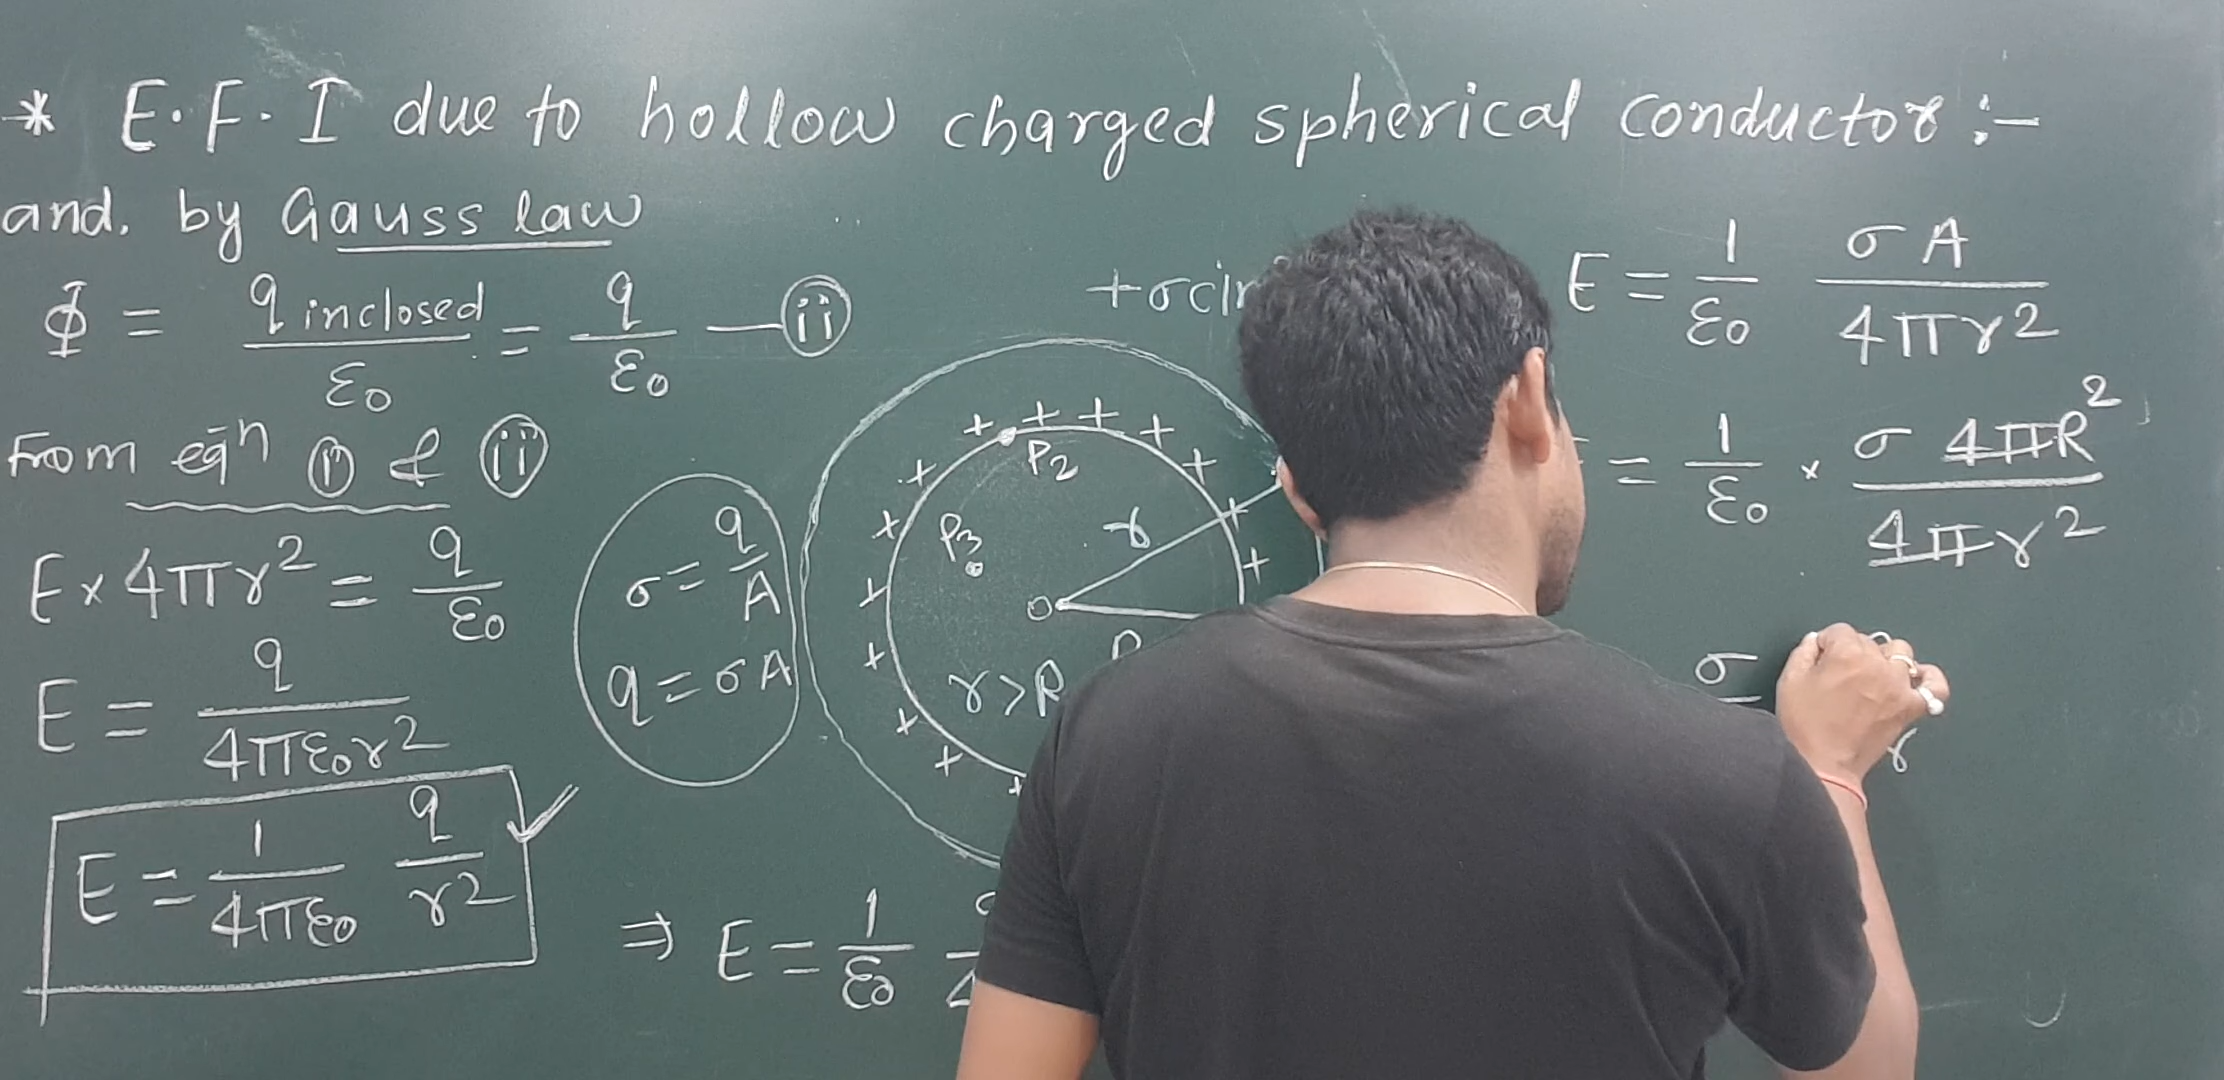 * E.F.I due to hollow charged spherical conductor :-
and. by Gauss law
Φ = q inclosed / ε0 = q / ε0 — (ii)
From eqn (i) & (ii)
E × 4πr2 = q / ε0
E = q / 4πε0r2
E = 1 / 4πε0 q / r2
σ = q / A
q = σA
+ + + +
P2
P3
r
O
r>R
⇒ E = 1 / ε0
E = 1 / ε0 σ A / 4πr2
= 1 / ε0 × σ 4πR2 / 4πr2
σ
r